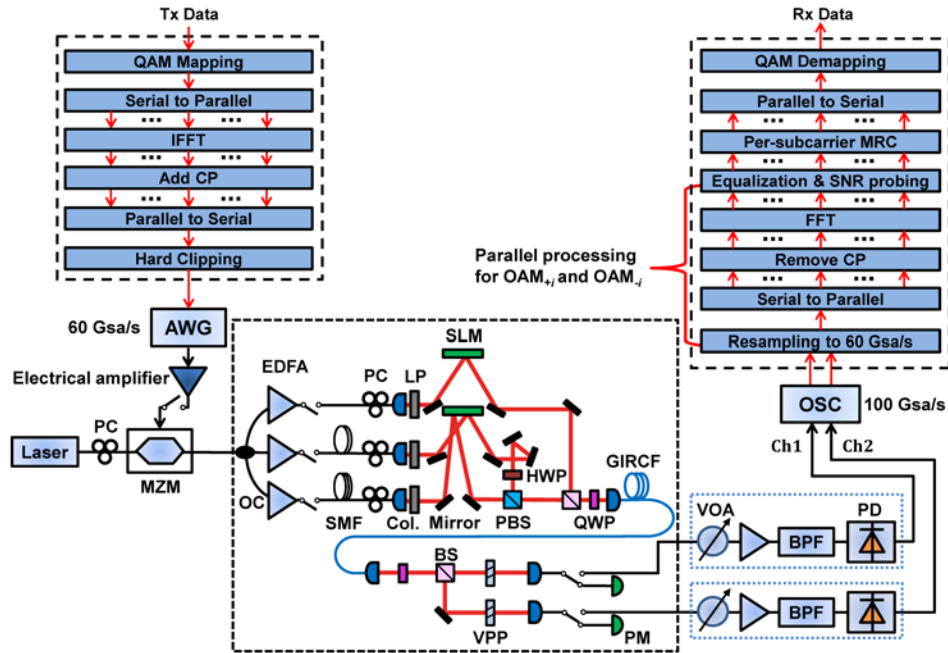 Tx Data
QAM Mapping
Serial to Parallel
...
...
IFFT
...
...
Add CP
...
...
Parallel to Serial
Hard Clipping
60 Gsa/s
AWG
Electrical amplifier
Laser
PC
MZM
OC
EDFA
SMF
PC
LP
Col.
Mirror
SLM
HWP
PBS
QWP
GIRCF
BS
VPP
PM
Rx Data
QAM Demapping
Parallel to Serial
...
...
Per-subcarrier MRC
...
...
Equalization & SNR probing
...
...
FFT
...
...
Remove CP
...
...
Serial to Parallel
Resampling to 60 Gsa/s
Parallel processing
for OAM+i and OAM-i
OSC
100 Gsa/s
Ch1
Ch2
VOA
BPF
PD
BPF